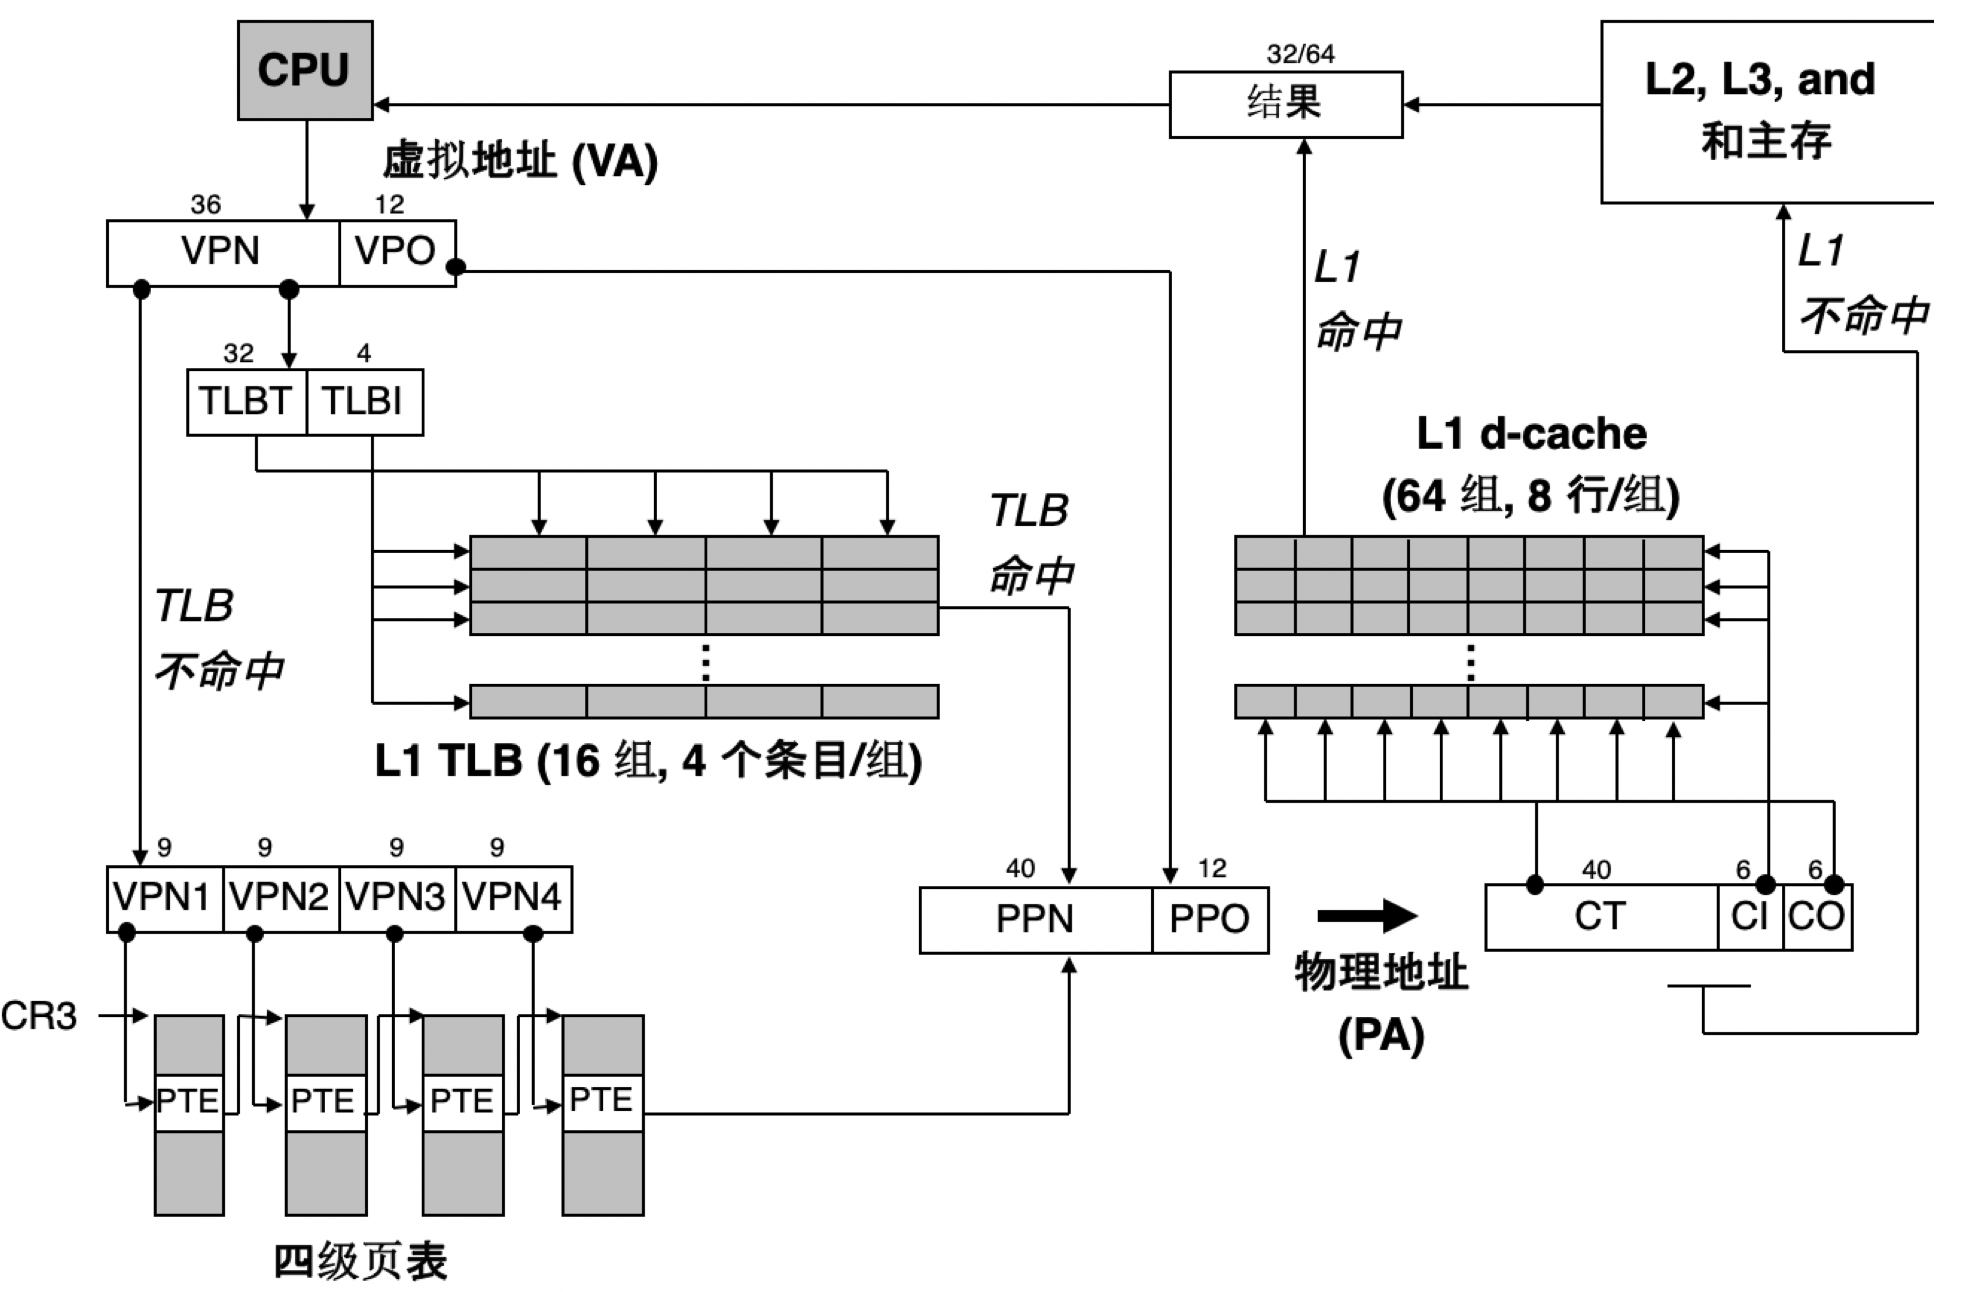 CPU
32/64
结果
L2, L3, and
和主存
虚拟地址 (VA)
36
12
VPN
VPO
L1
命中
L1
不命中
32
4
TLBT
TLBI
TLB
命中
L1 d-cache
(64 组, 8 行/组)
TLB
不命中
L1 TLB (16 组, 4 个条目/组)
9
9
9
9
VPN1
VPN2
VPN3
VPN4
40
12
PPN
PPO
物理地址
(PA)
40
6
6
CT
CI
CO
CR3
PTE
PTE
PTE
PTE
四级页表